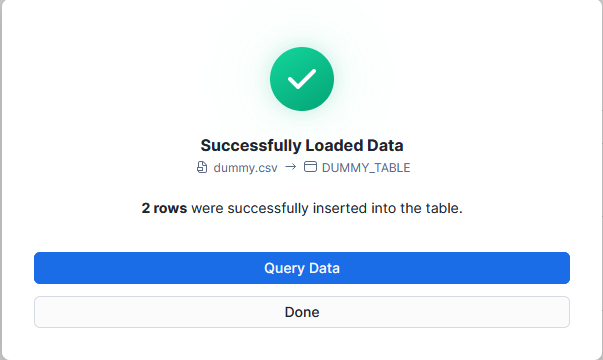 Successfully Loaded Data
dummy.csv → DUMMY_TABLE
2 rows were successfully inserted into the table.
Query Data
Done